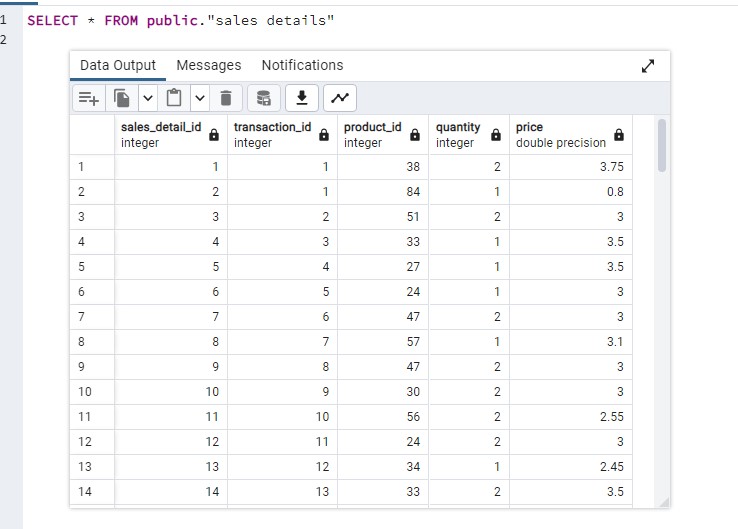 1 SELECT * FROM public."sales details"
2
Data Output Messages Notifications
sales_detail_id transaction_id product_id quantity price
integer integer integer integer double precision
1 1 1 38 2 3.75
2 2 1 84 1 0.8
3 3 2 51 2 3
4 4 3 33 1 3.5
5 5 4 27 1 3.5
6 6 5 24 1 3
7 7 6 47 2 3
8 8 7 57 1 3.1
9 9 8 47 2 3
10 10 9 30 2 3
11 11 10 56 2 2.55
12 12 11 24 2 3
13 13 12 34 1 2.45
14 14 13 33 2 3.5